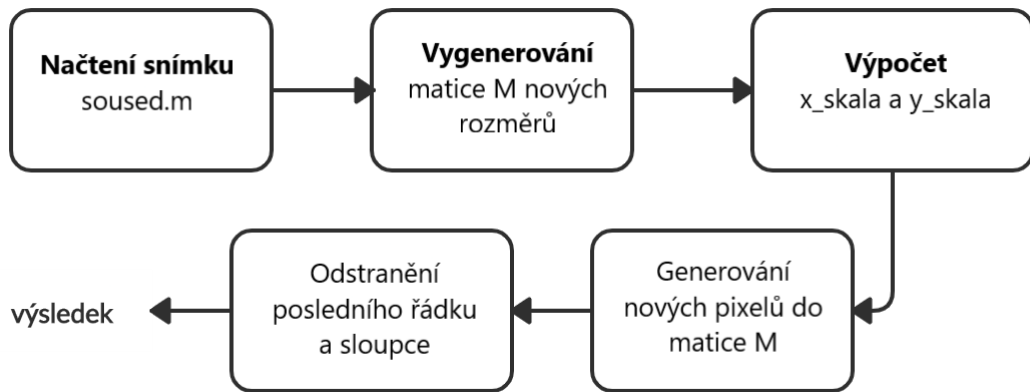 Načtení snímku
soused.m
Vygenerování
matice M nových
rozměrů
Výpočet
x_skala a y_skala
Generování
nových pixelů do
matice M
Odstranění
posledního řádku
a sloupce
výsledek